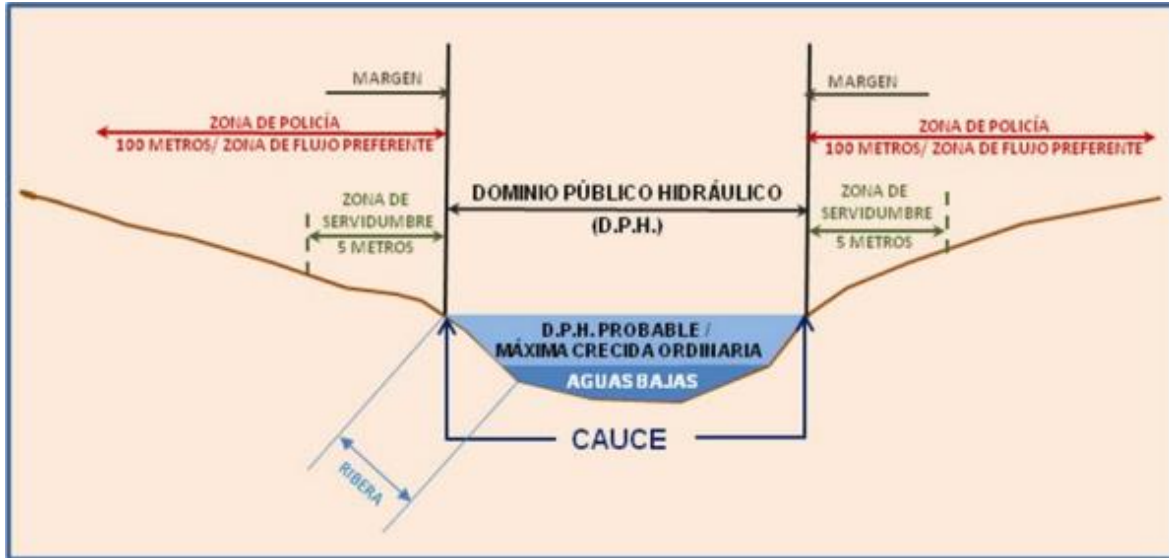 MARGEN
MARGEN
ZONA DE POLICÍA
100 METROS/ ZONA DE FLUJO PREFERENTE
ZONA DE POLICÍA
100 METROS/ ZONA DE FLUJO PREFERENTE
ZONA DE
SERVIDUMBRE
5 METROS
DOMINIO PÚBLICO HIDRÁULICO
(D.P.H.)
ZONA DE
SERVIDUMBRE
5 METROS
D.P.H. PROBABLE /
MÁXIMA CRECIDA ORDINARIA
AGUAS BAJAS
CAUCE
RIBERA